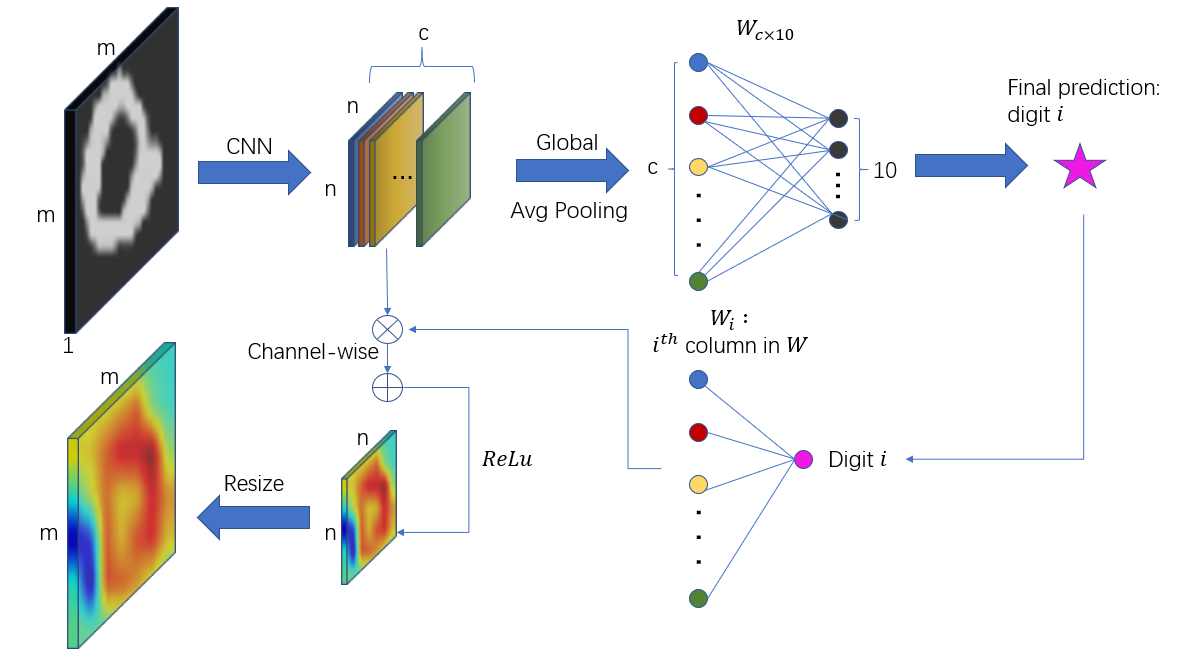 m
m
1
CNN
c
n
n
...
Global
Avg Pooling
W_{c×10}
c
10
Final prediction:
digit i
W_i :
i^{th} column in W
Digit i
Channel-wise
ReLu
n
n
Resize
m
m